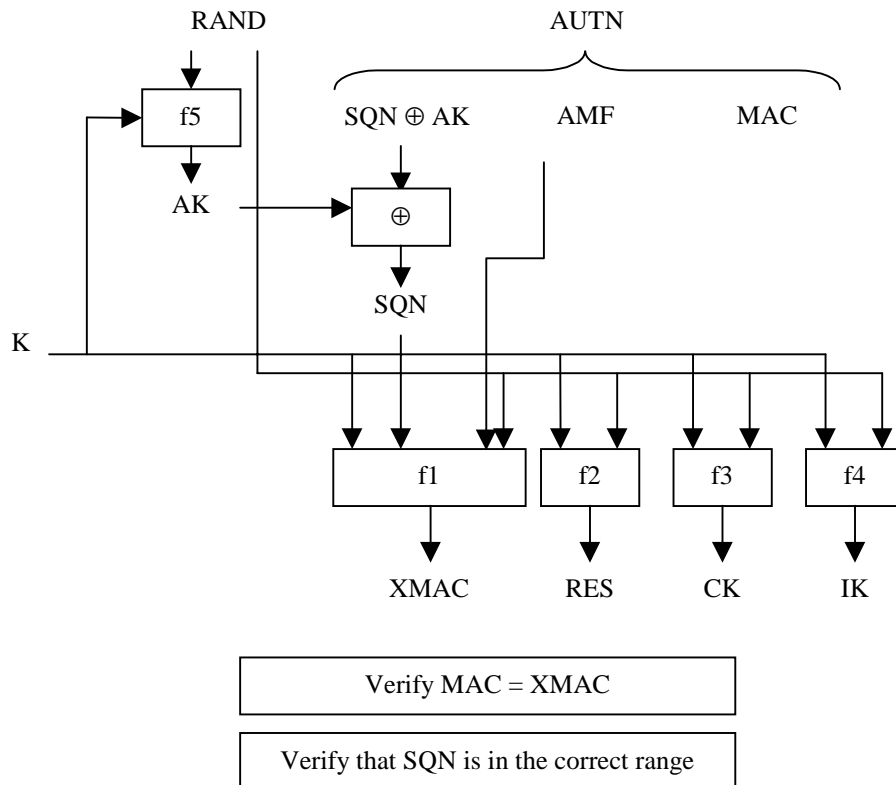 RAND AUTN
f5 SQN ⊕ AK AMF MAC
AK ⊕
SQN
K
f1 f2 f3 f4
XMAC RES CK IK
Verify MAC = XMAC
Verify that SQN is in the correct range